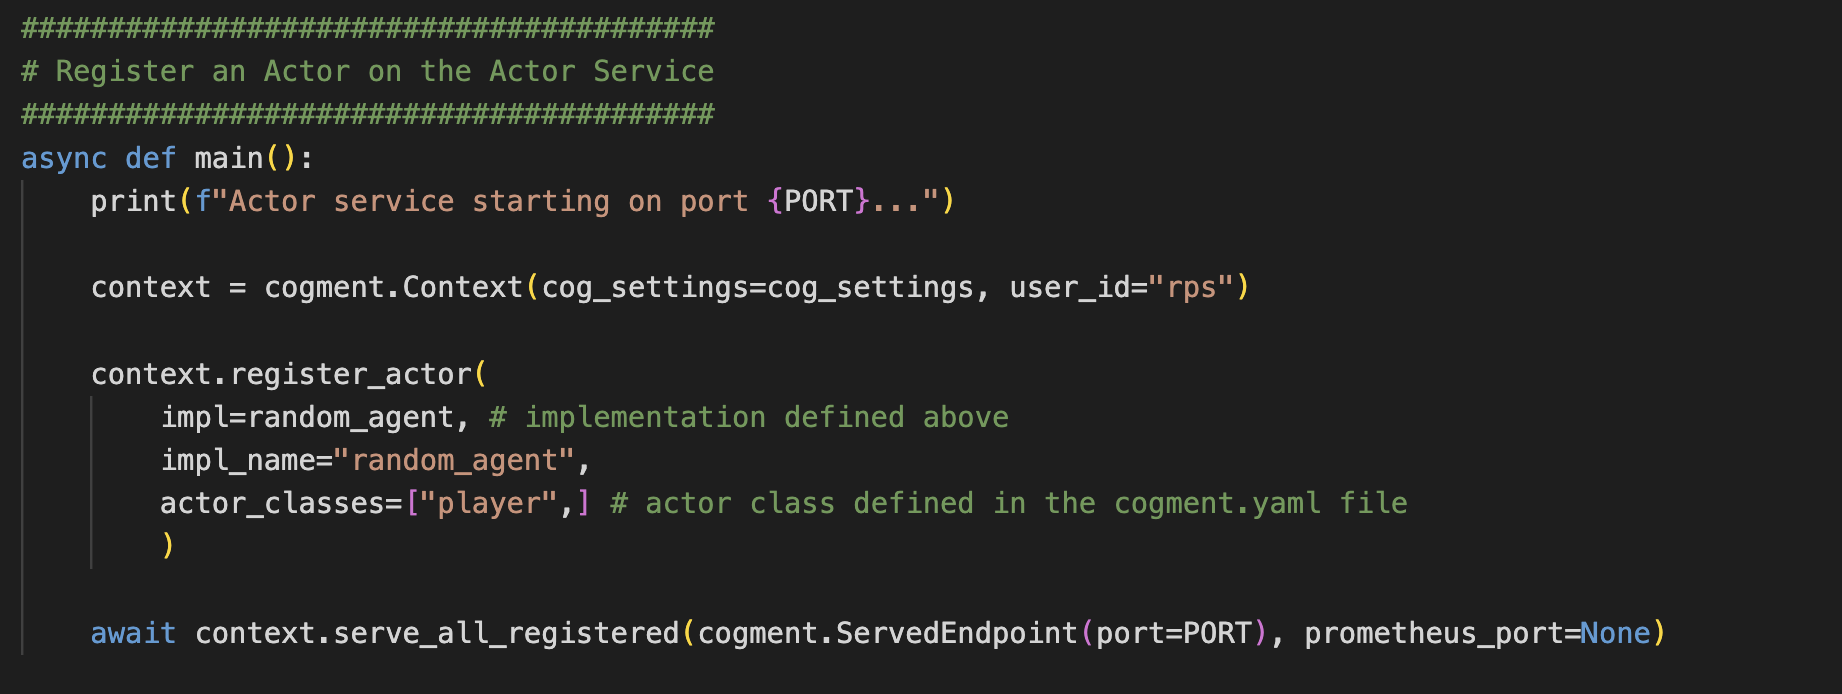 ########################################
# Register an Actor on the Actor Service
########################################
async def main():
    print(f"Actor service starting on port {PORT}...")
    context = cogment.Context(cog_settings=cog_settings, user_id="rps")
    context.register_actor(
        impl=random_agent, # implementation defined above
        impl_name="random_agent",
        actor_classes=["player",] # actor class defined in the cogment.yaml file
        )
    await context.serve_all_registered(cogment.ServedEndpoint(port=PORT), prometheus_port=None)